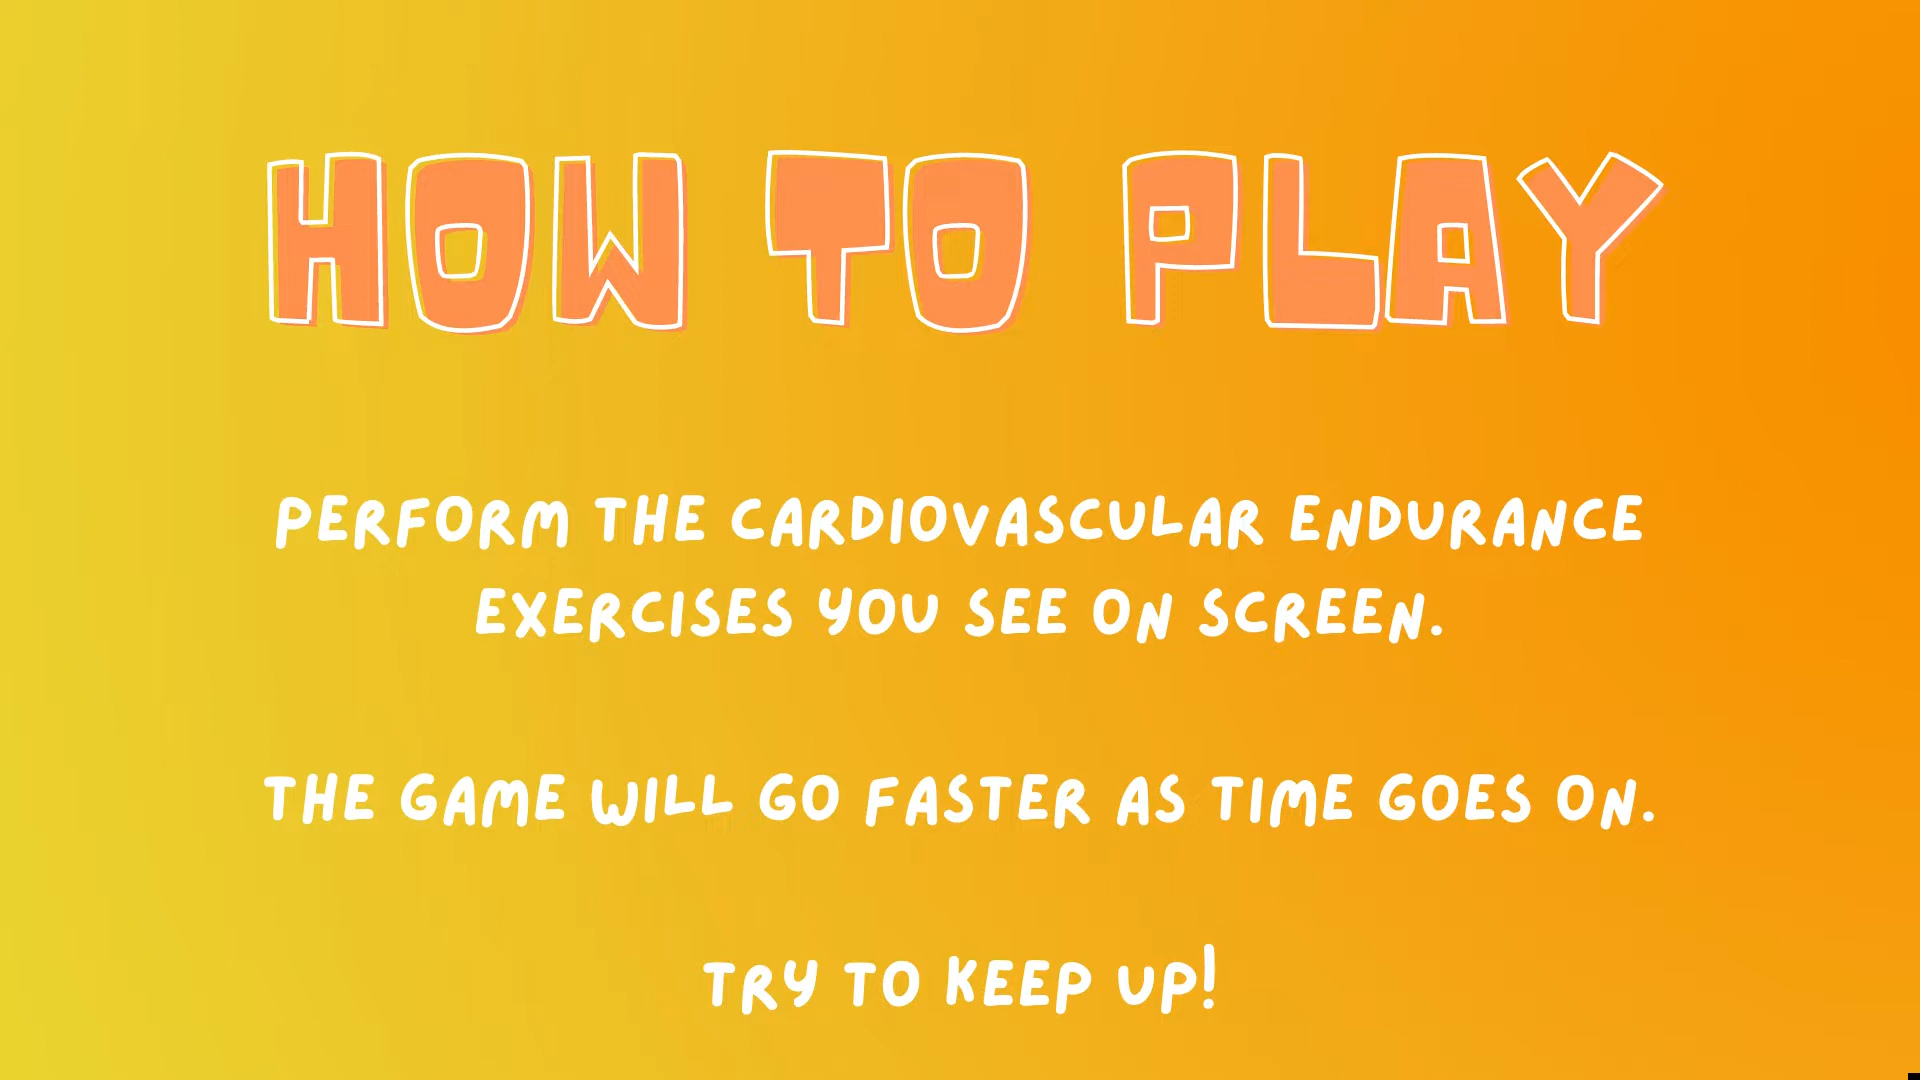 HOW TO PLAY
PERFORM THE CARDIOVASCULAR ENDURANCE
EXERCISES YOU SEE ON SCREEN.
THE GAME WILL GO FASTER AS TIME GOES ON.
TRY TO KEEP UP!